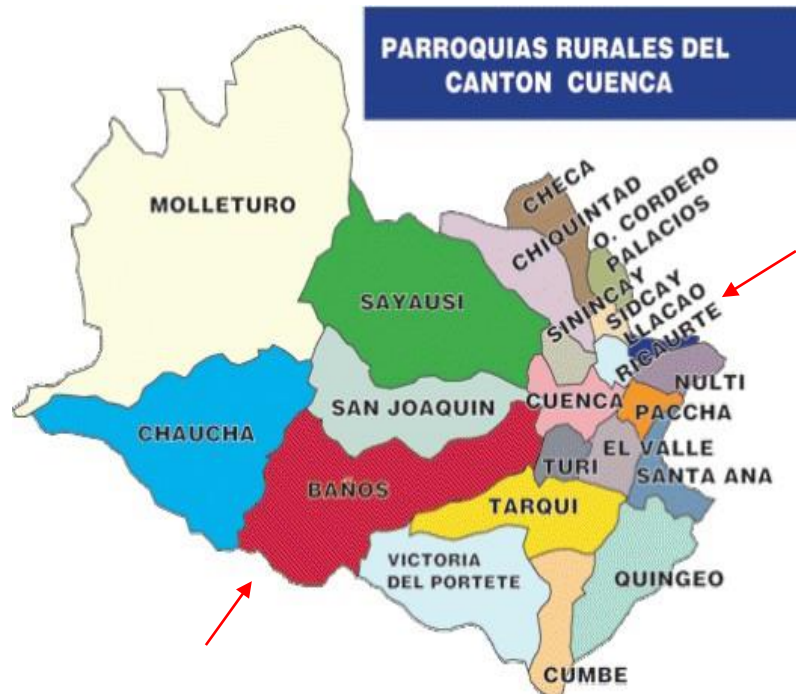 PARROQUIAS RURALES DEL
CANTON CUENCA
MOLLETURO
CHECA
CHIQUINTAD
O. CORDERO
PALACIOS
SAYAUSI
SININCAY
SIDCAY
LLACAO
RICAURTE
NULTI
SAN JOAQUIN
CUENCA
PACCHA
CHAUCHA
EL VALLE
TURI
SANTA ANA
BAÑOS
TARQUI
VICTORIA
DEL PORTETE
QUINGEO
CUMBE